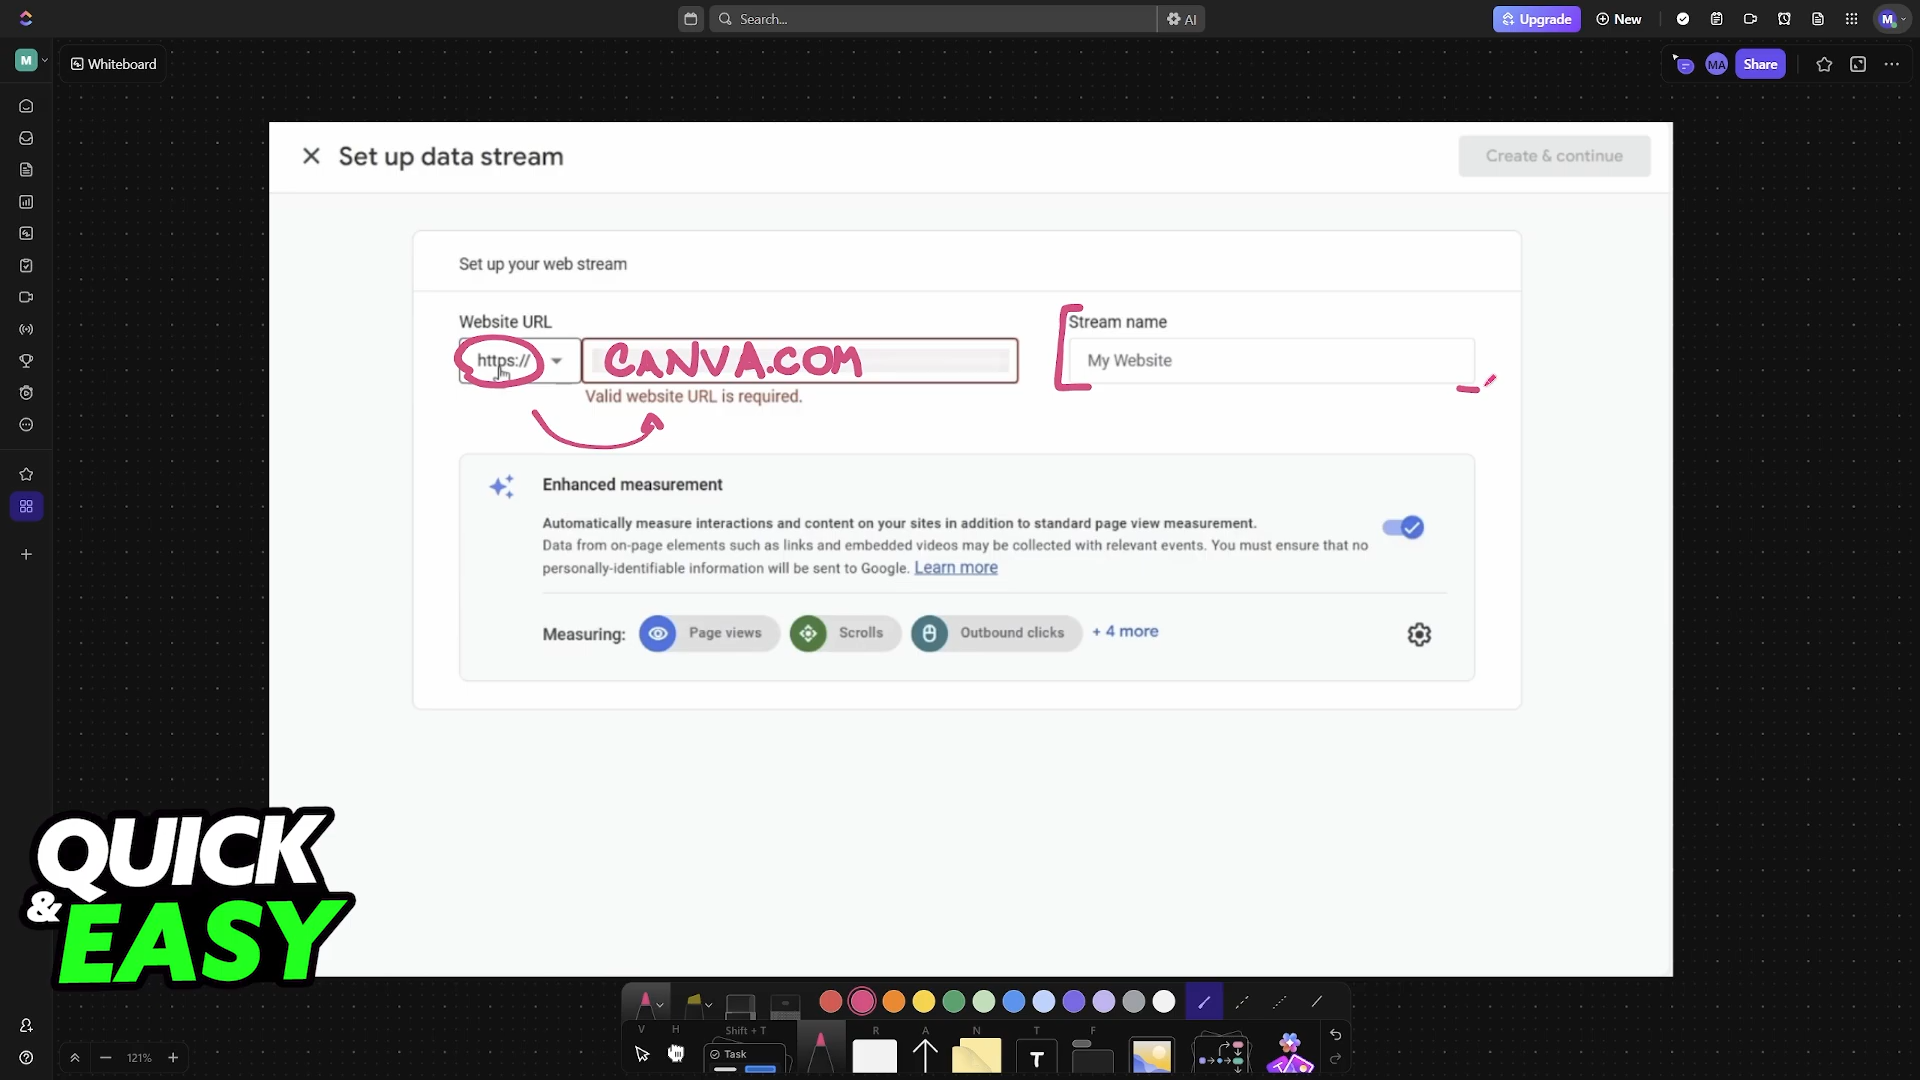 Search...
AI
Upgrade
New
M
M
Whiteboard
MA
Share
Set up data stream
Create & continue
Set up your web stream
Website URL
Stream name
https://
CANVA.COM
My Website
Valid website URL is required.
Enhanced measurement
Automatically measure interactions and content on your sites in addition to standard page view measurement.
Data from on-page elements such as links and embedded videos may be collected with relevant events. You must ensure that no
personally-identifiable information will be sent to Google. Learn more
Measuring:
Page views
Scrolls
Outbound clicks
+ 4 more
QUICK
& EASY
V
H
Shift + T
R
A
N
T
F
Task
T
121%